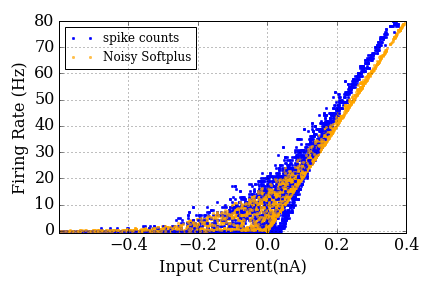 80
70
60
50
40
30
20
10
0
Firing Rate (Hz)
spike counts
Noisy Softplus
−0.4 −0.2 0.0 0.2 0.4
Input Current(nA)